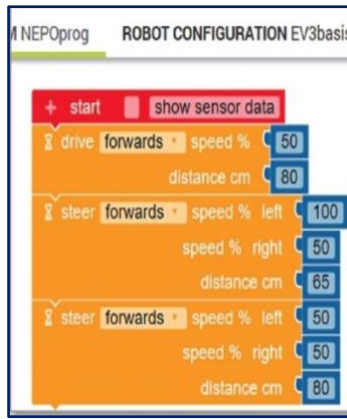 M NEPOprog ROBOT CONFIGURATION EV3basis
+ start show sensor data
drive forwards speed % 50
distance cm 80
steer forwards speed % left 100
speed % right 50
distance cm 65
steer forwards speed % left 50
speed % right 50
distance cm 80